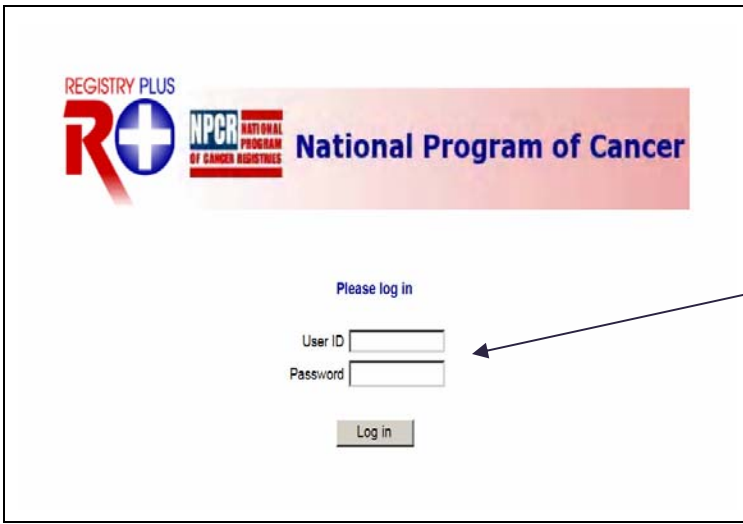 REGISTRY PLUS
R
NPCR NATIONAL
PROGRAM
OF CANCER REGISTRIES
National Program of Cancer
Please log in
User ID
Password
Log in